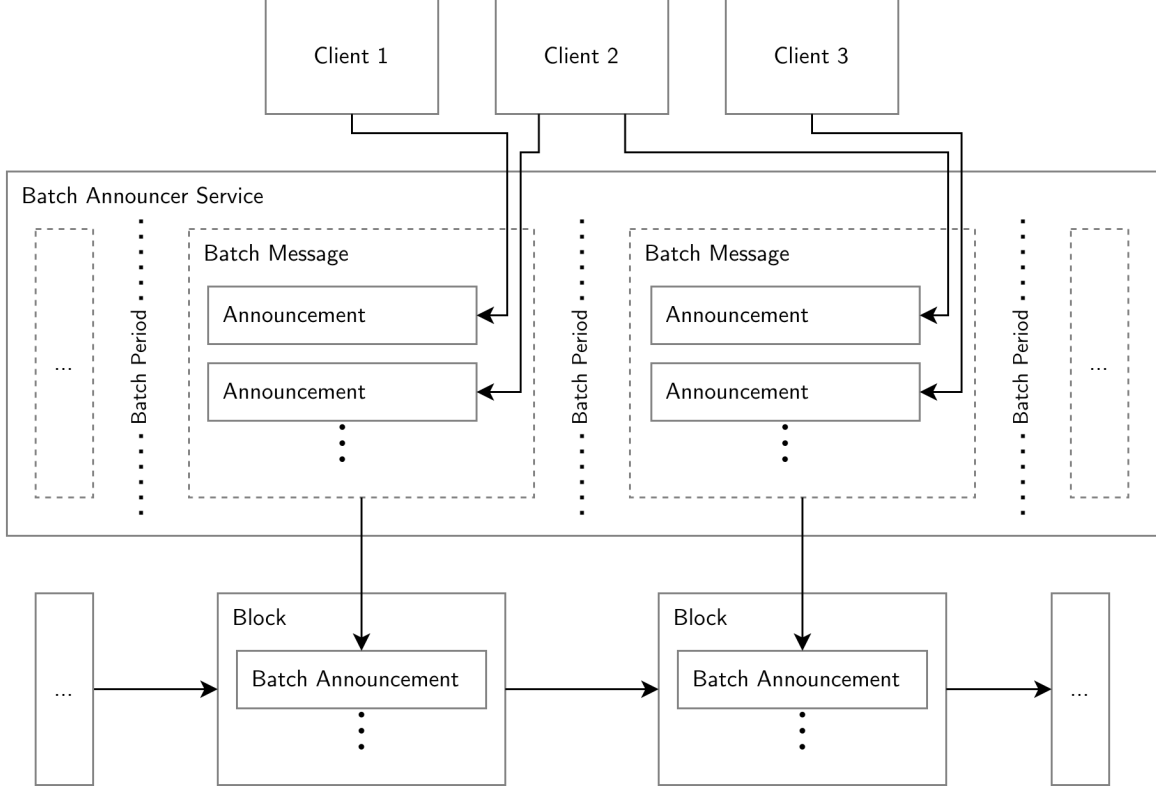 Client 1
Client 2
Client 3
Batch Announcer Service
...
Batch Period
Batch Message
Announcement
Announcement
Batch Period
Batch Message
Announcement
Announcement
Batch Period
...
...
Block
Batch Announcement
Block
Batch Announcement
...